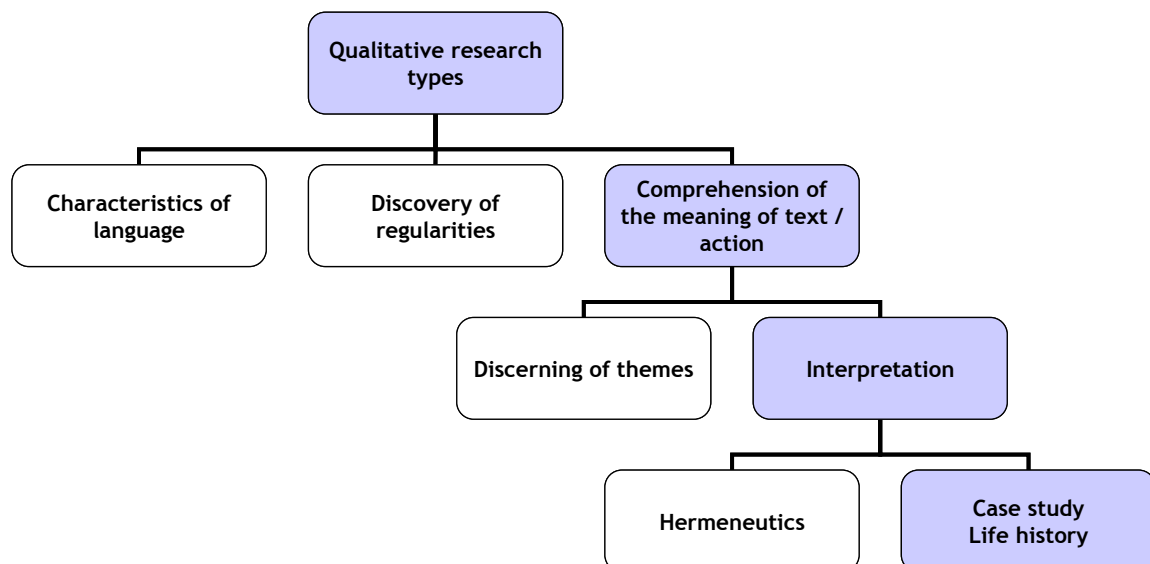 Qualitative research
types
Characteristics of
language
Discovery of
regularities
Comprehension of
the meaning of text /
action
Discerning of themes
Interpretation
Hermeneutics
Case study
Life history